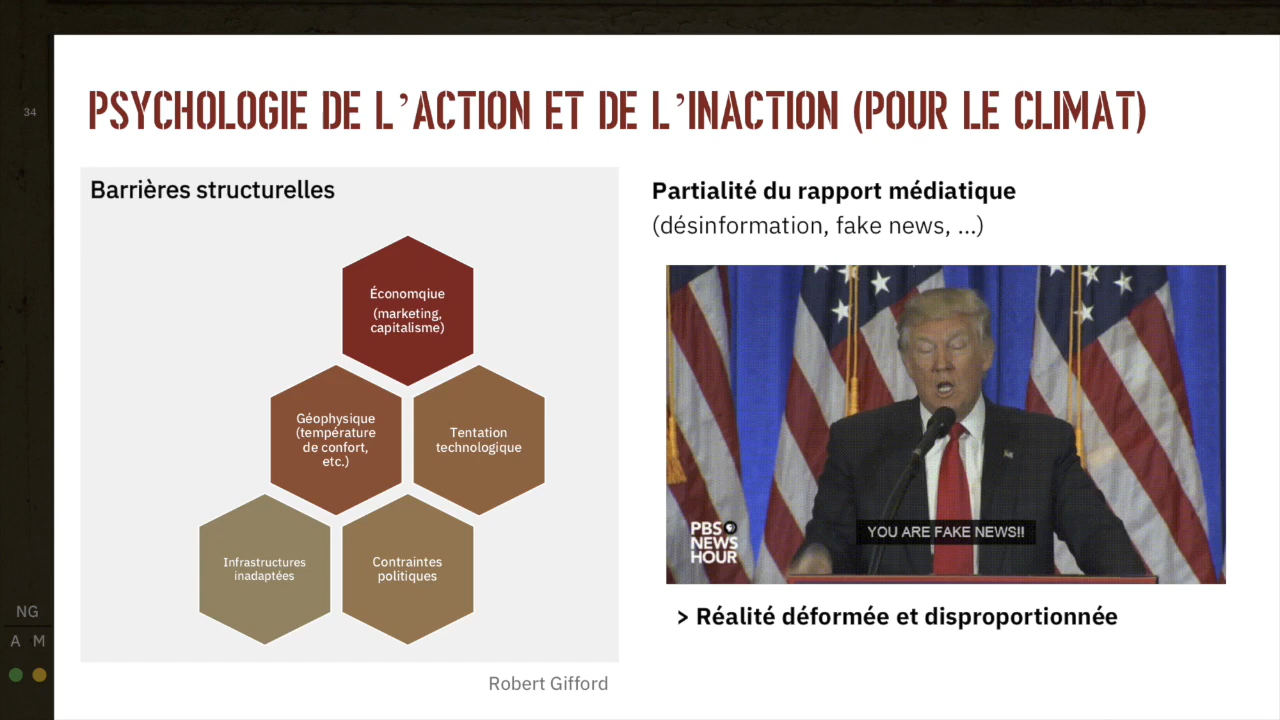 34
PSYCHOLOGIE DE L’ACTION ET DE L’INACTION (POUR LE CLIMAT)
Barrières structurelles
Économqiue
(marketing,
capitalisme)
Géophysique
(température
de confort,
etc.)
Tentation
technologique
Infrastructures
inadaptées
Contraintes
politiques
Robert Gifford
Partialité du rapport médiatique
(désinformation, fake news, ...)
PBS
NEWS
HOUR
YOU ARE FAKE NEWS!!
> Réalité déformée et disproportionnée
NG
A M